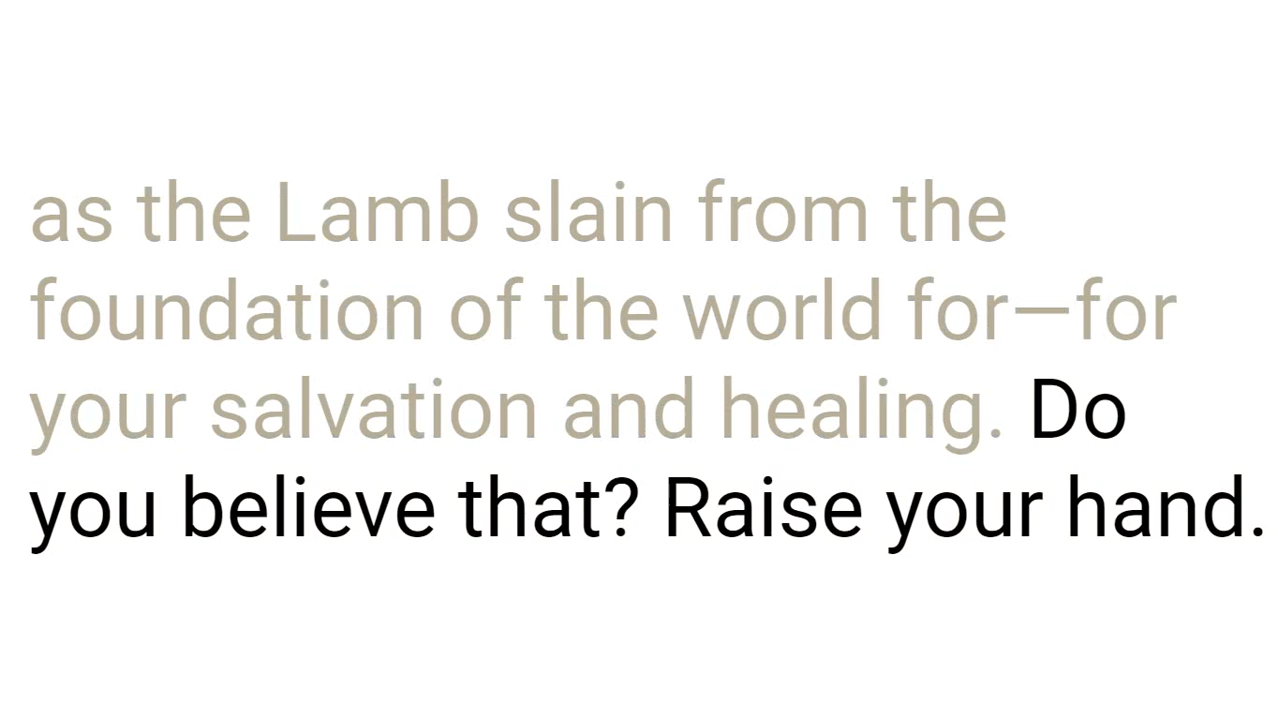 as the Lamb slain from the
foundation of the world for—for
your salvation and healing. Do
you believe that? Raise your hand.